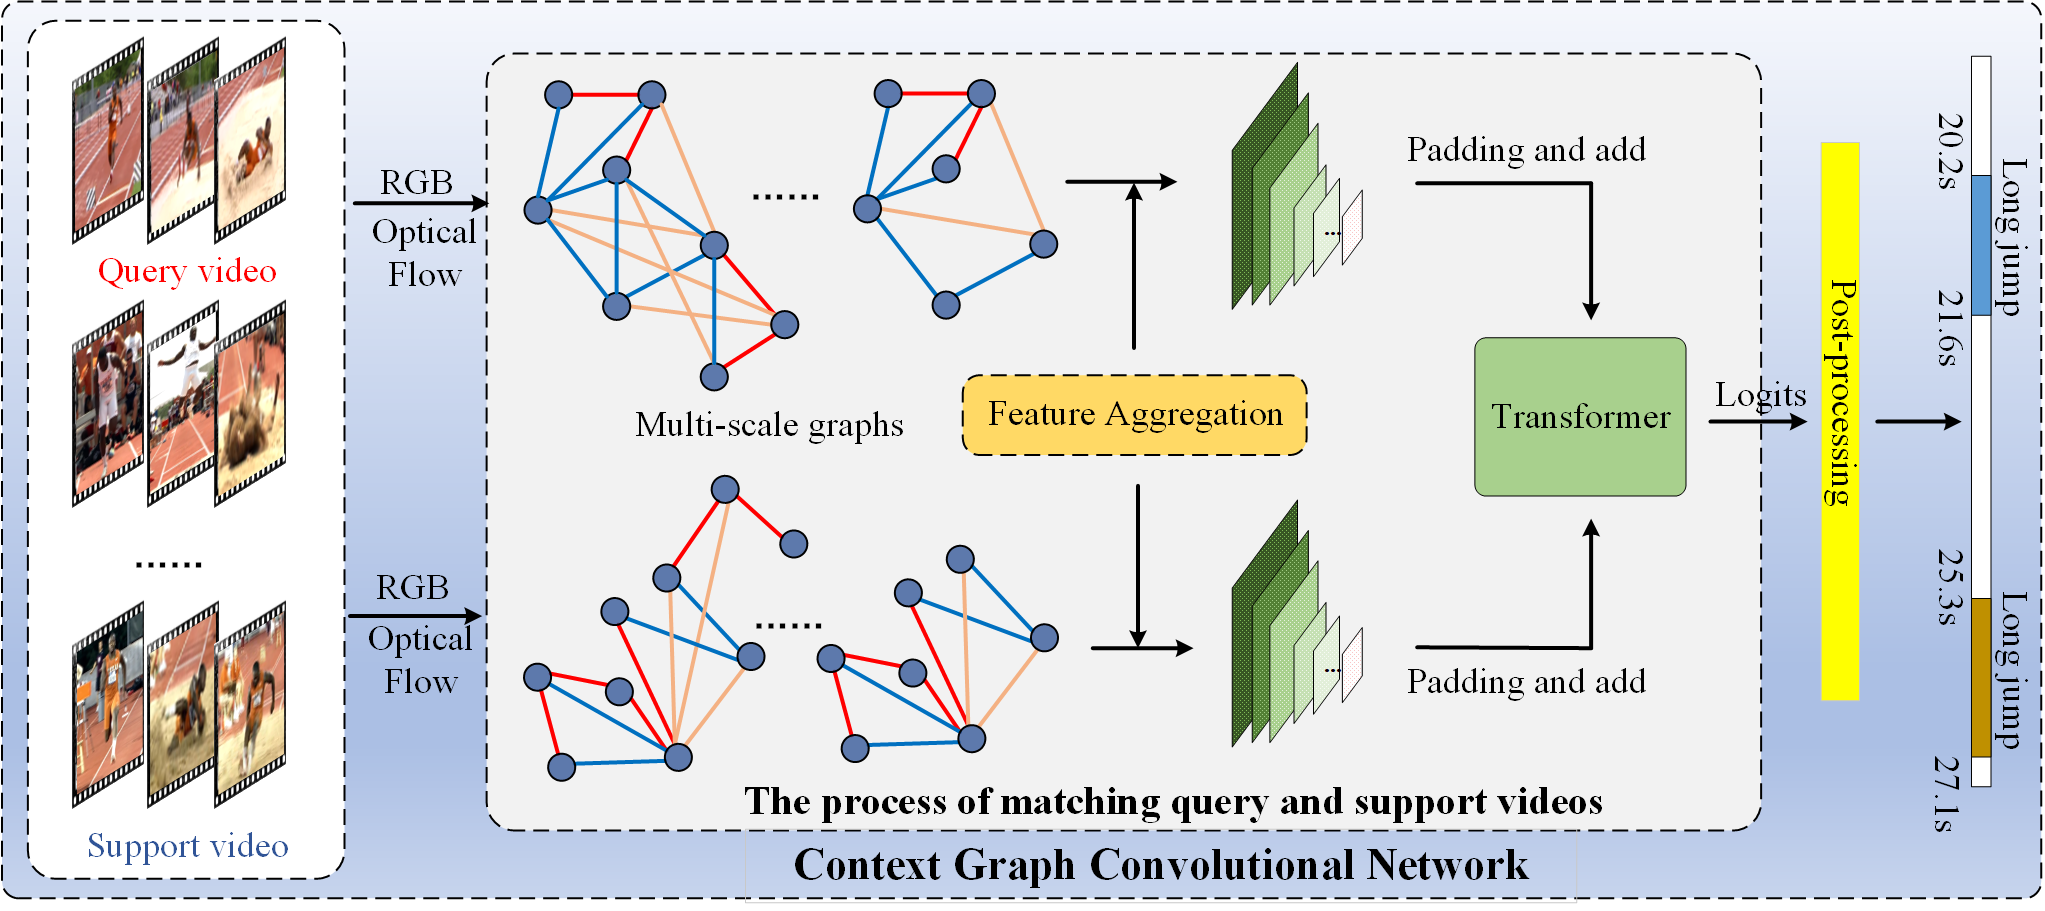 Query video
......
Support video
RGB
Optical
Flow
RGB
Optical
Flow
......
Multi-scale graphs
......
Feature Aggregation
...
Padding and add
Transformer
...
Padding and add
The process of matching query and support videos
Context Graph Convolutional Network
Logits
Post-processing
20.2s
Long jump
21.6s
25.3s
Long jump
27.1s